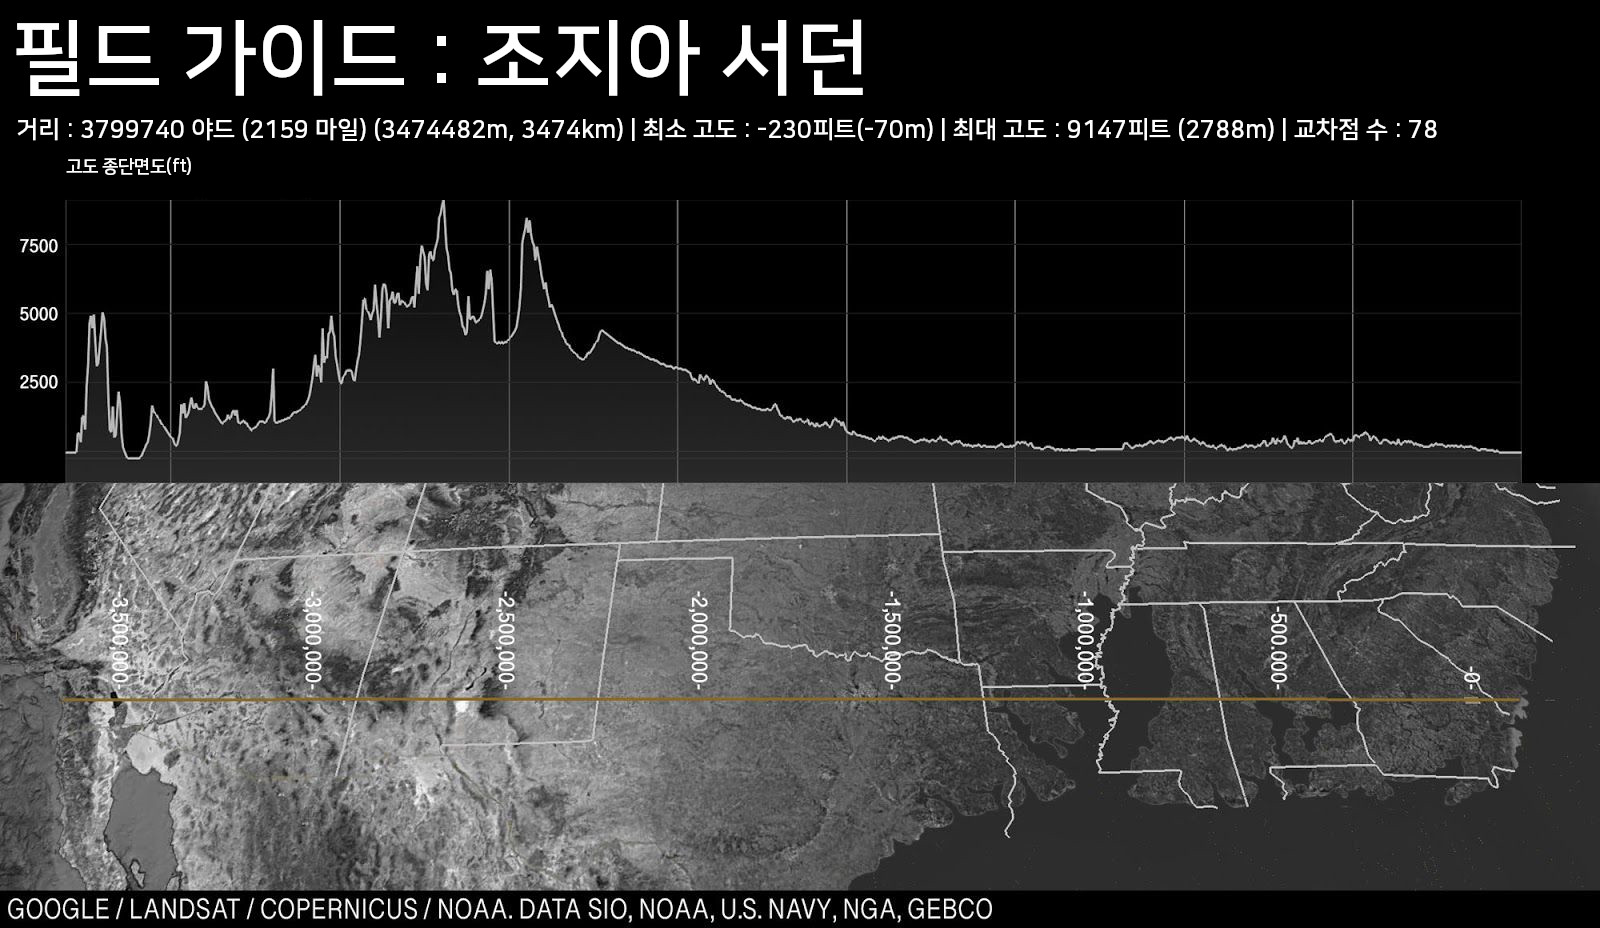 필드 가이드 : 조지아 서던
거리 : 3799740 야드 (2159 마일) (3474482m, 3474km) | 최소 고도 : -230피트(-70m) | 최대 고도 : 9147피트 (2788m) | 교차점 수 : 78
고도 종단면도(ft)
7500
5000
2500
-3,500,000-
-3,000,000-
-2,500,000-
-2,000,000-
-1,500,000-
-1,000,000-
-500,000-
-0-
GOOGLE / LANDSAT / COPERNICUS / NOAA. DATA SIO, NOAA, U.S. NAVY, NGA, GEBCO